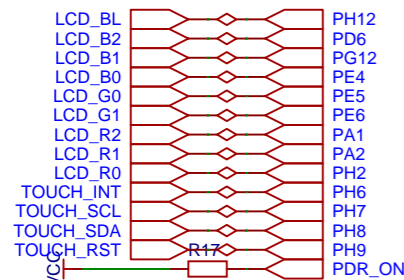 LCD_BL PH12
LCD_B2 PD6
LCD_B1 PG12
LCD_B0 PE4
LCD_G0 PE5
LCD_G1 PE6
LCD_R2 PA1
LCD_R1 PA2
LCD_R0 PH2
TOUCH_INT PH6
TOUCH_SCL PH7
TOUCH_SDA PH8
TOUCH_RST PH9
VCC R17 PDR_ON